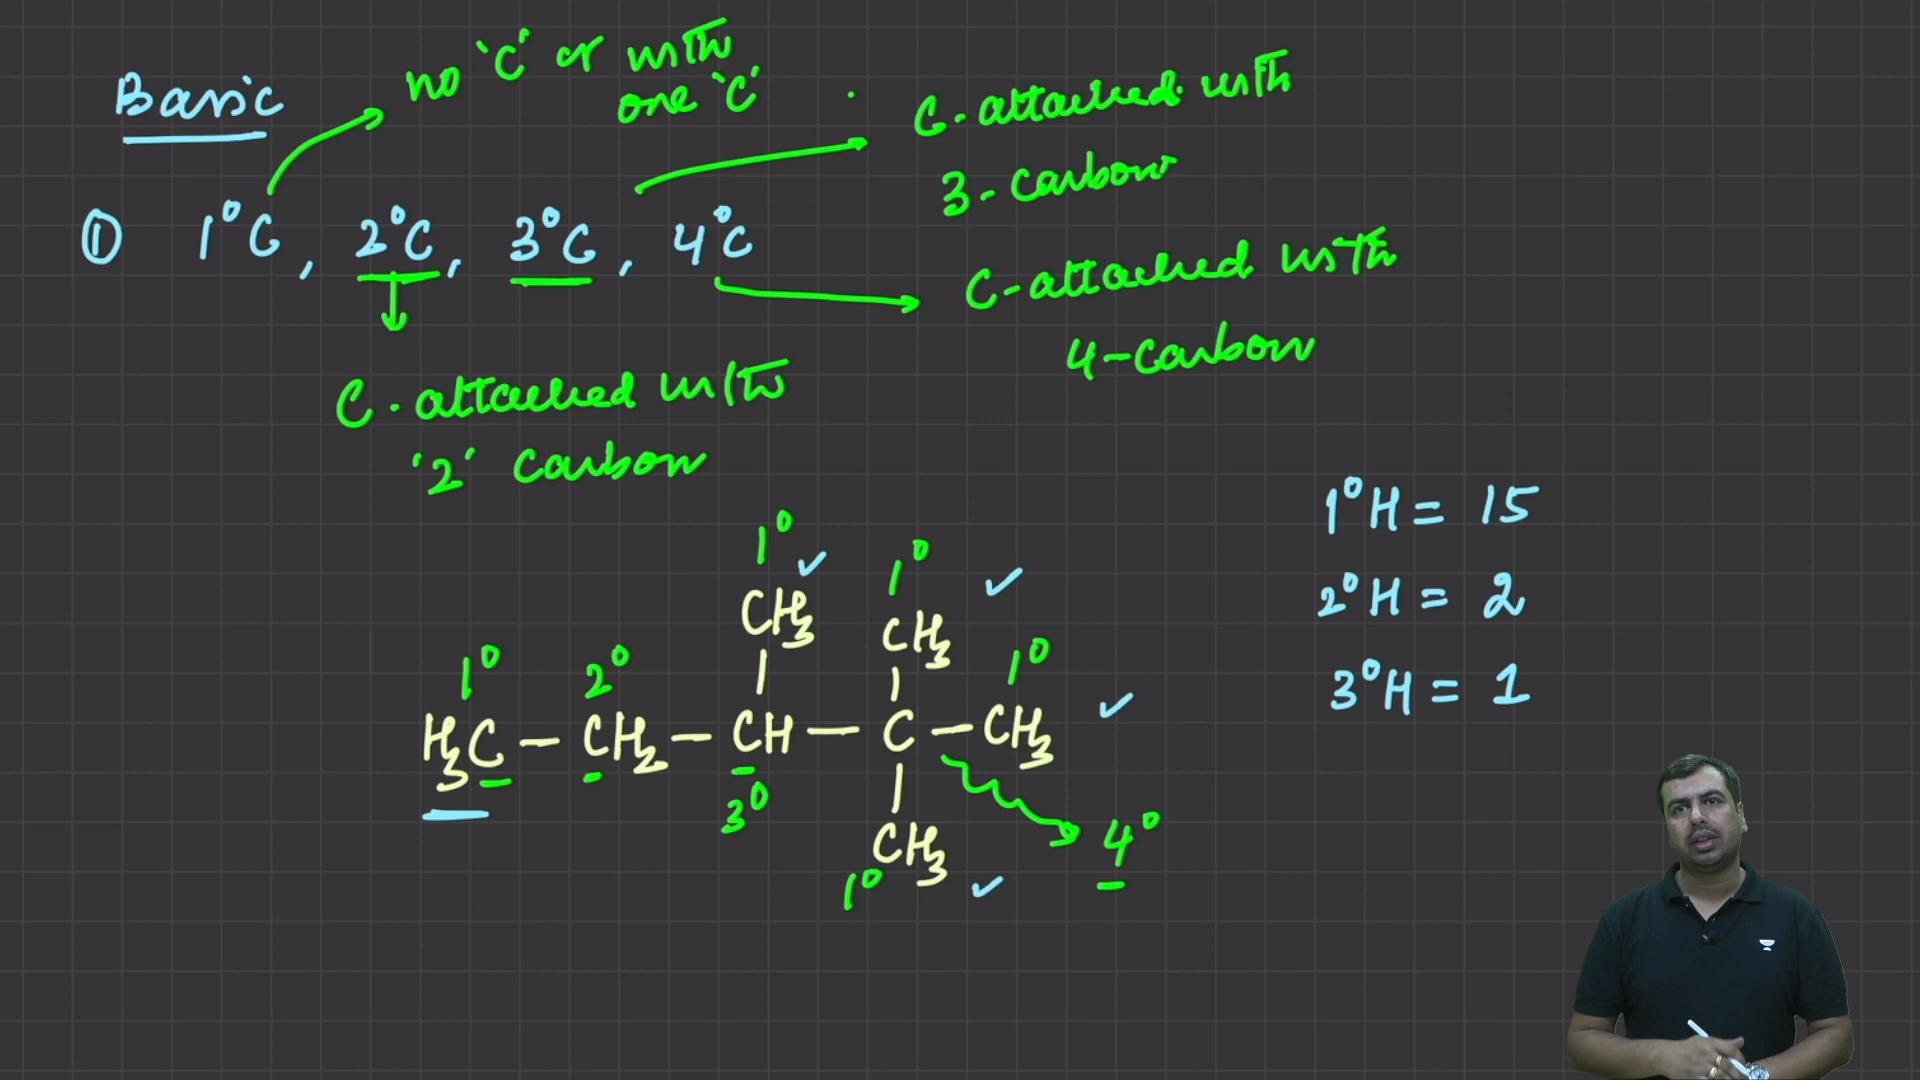 Basic
no 'C' or with
one 'C'
① 1°C, 2°C, 3°C, 4°C
C-attached with
3-carbon
C-attached with
4-carbon
C-attached with
'2' carbon
1°H = 15
2°H = 2
3°H = 1
1° 1°
CH₃ CH₃
1° 2° 1°
H₃C – CH₂ – CH – C – CH₃
3° 4°
CH₃
1°